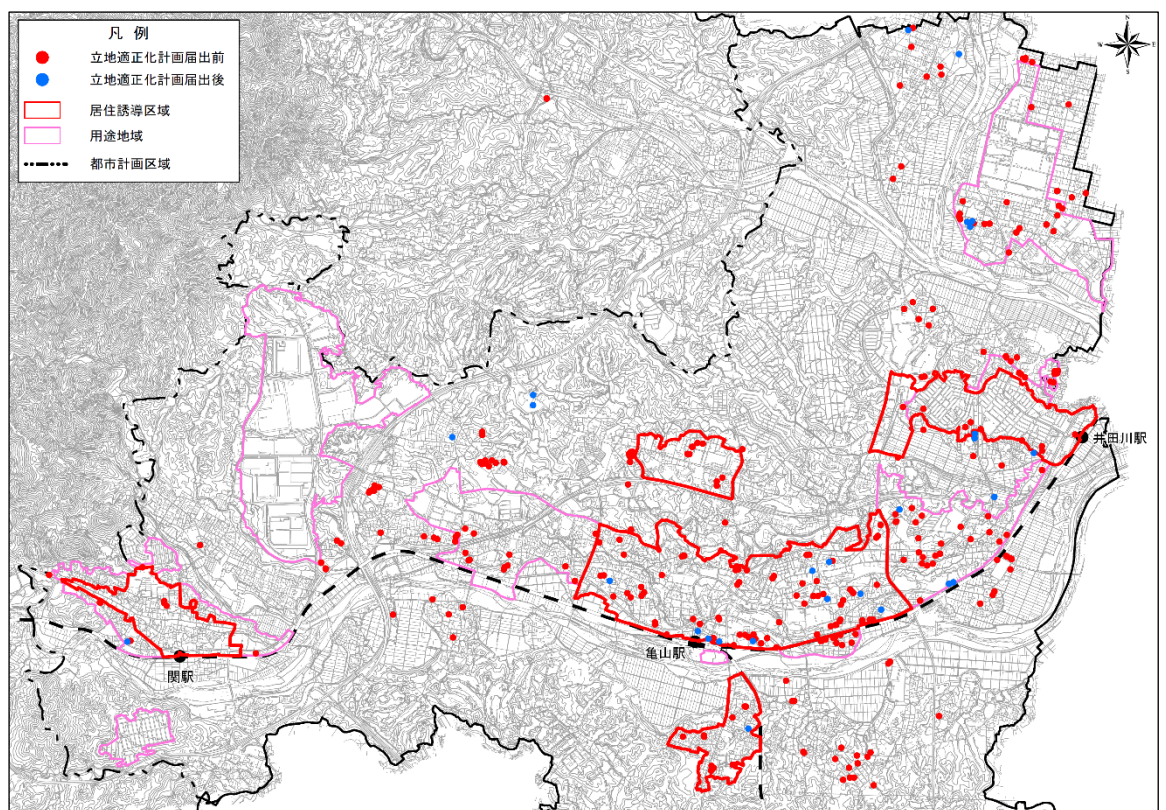 凡 例
立地適正化計画届出前
立地適正化計画届出後
居住誘導区域
用途地域
都市計画区域
N
W
E
S
井田川駅
亀山駅
関駅